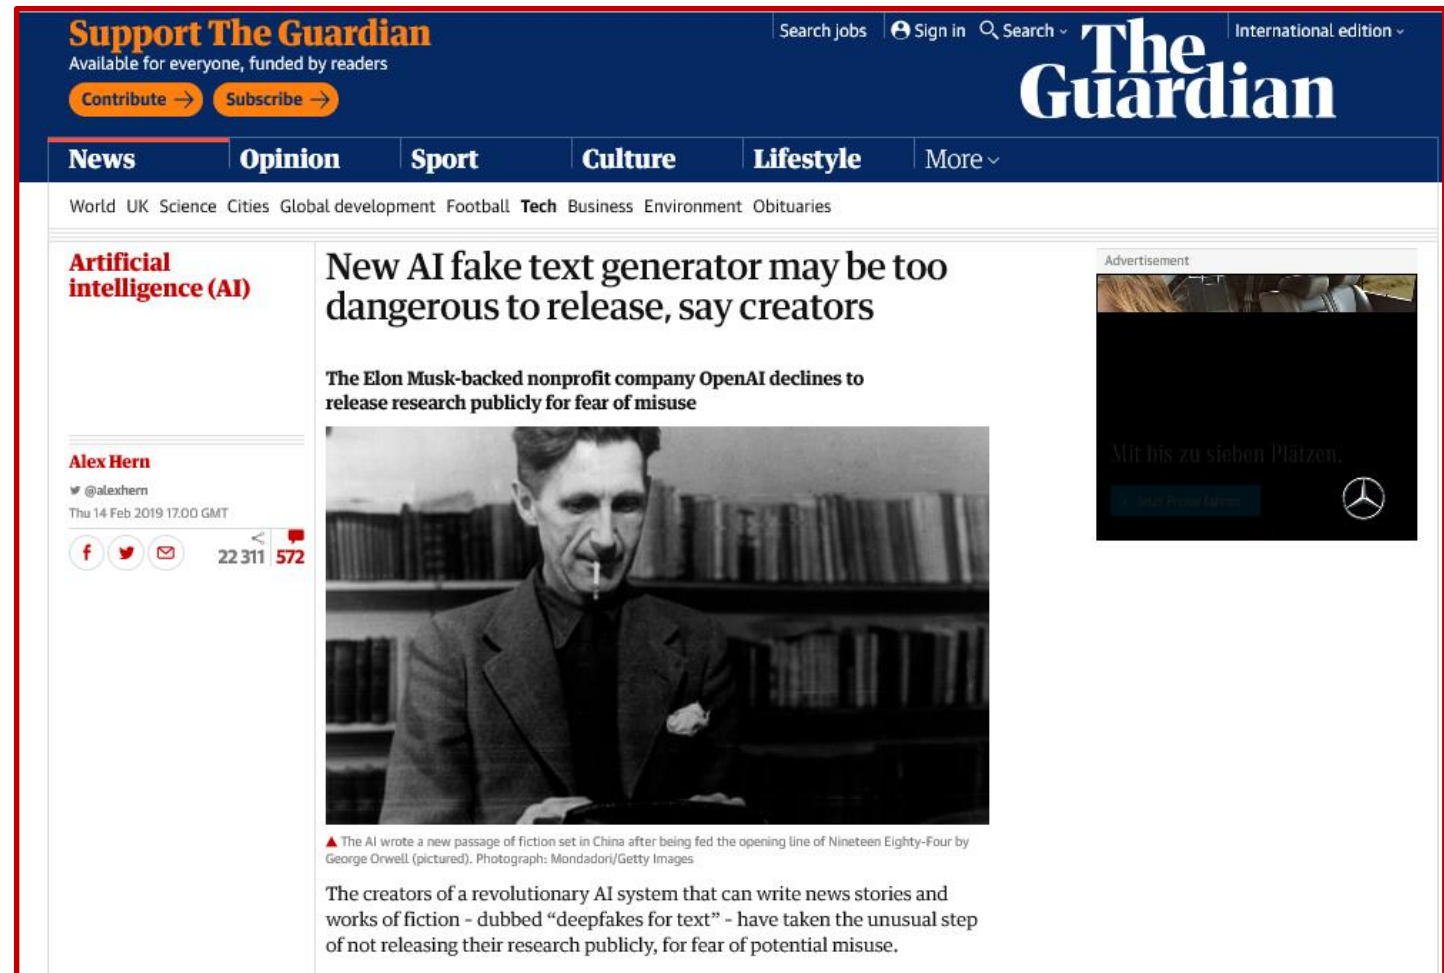 Support The Guardian
Available for everyone, funded by readers
Contribute →
Subscribe →
Search jobs
Sign in
Search
International edition
The
Guardian
News
Opinion
Sport
Culture
Lifestyle
More
World UK Science Cities Global development Football Tech Business Environment Obituaries
Artificial
intelligence (AI)
New AI fake text generator may be too
dangerous to release, say creators
The Elon Musk-backed nonprofit company OpenAI declines to
release research publicly for fear of misuse
Alex Hern
@alexhern
Thu 14 Feb 2019 17.00 GMT
22 311
572
The AI wrote a new passage of fiction set in China after being fed the opening line of Nineteen Eighty-Four by
George Orwell (pictured). Photograph: Mondadori/Getty Images
The creators of a revolutionary AI system that can write news stories and
works of fiction – dubbed “deepfakes for text” – have taken the unusual step
of not releasing their research publicly, for fear of potential misuse.
Advertisement
Mit bis zu sieben Plätzen.